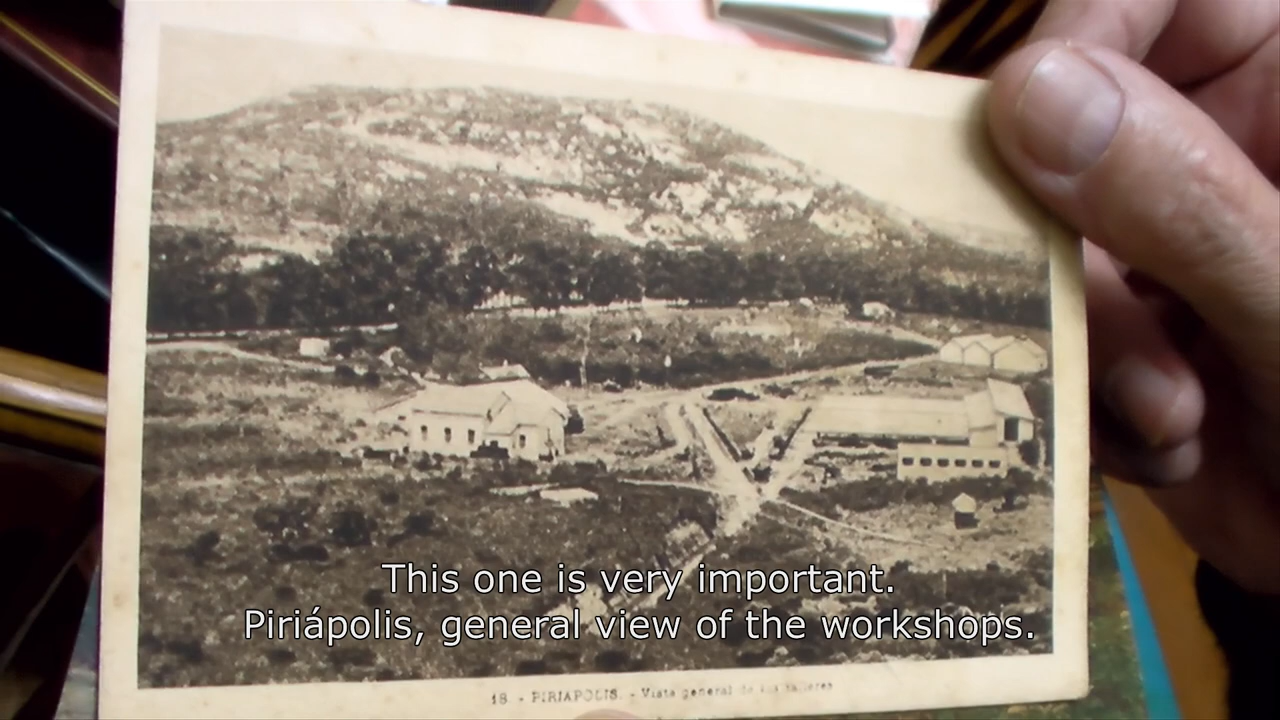 This one is very important.
Piriápolis, general view of the workshops.
18. - PIRIAPOLIS. - Vista general de los talleres